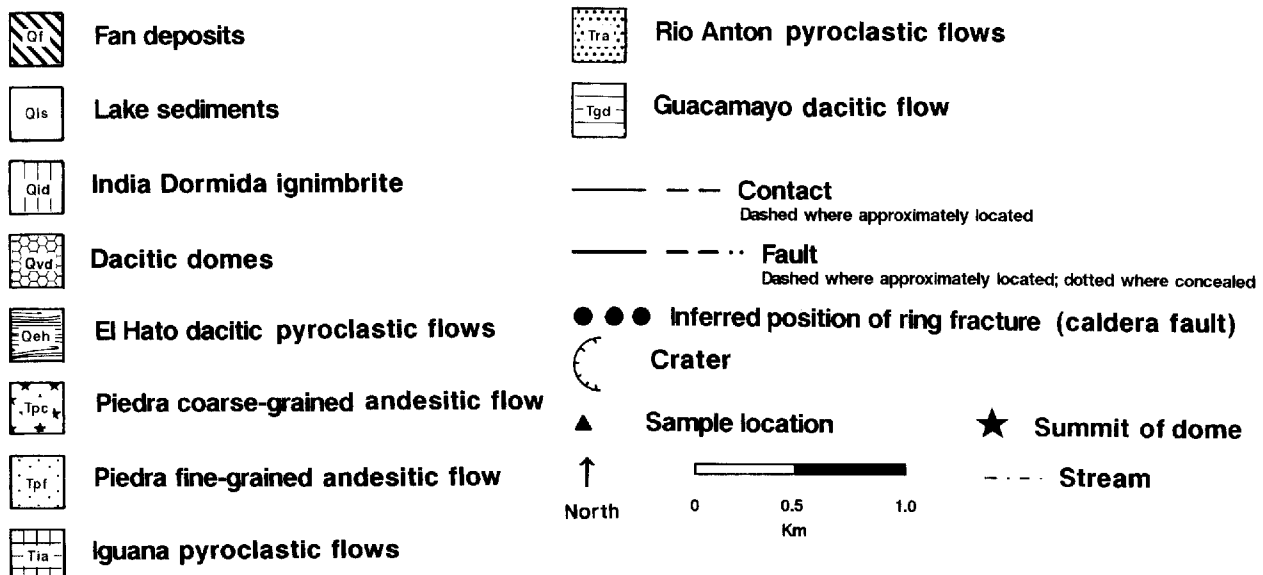 Qf Fan deposits
Qls Lake sediments
Qid India Dormida ignimbrite
Qvd Dacitic domes
Qeh El Hato dacitic pyroclastic flows
Tpc Piedra coarse-grained andesitic flow
Tpf Piedra fine-grained andesitic flow
Tia Iguana pyroclastic flows
Tra Rio Anton pyroclastic flows
Tgd Guacamayo dacitic flow
Contact
Dashed where approximately located
Fault
Dashed where approximately located; dotted where concealed
Inferred position of ring fracture (caldera fault)
Crater
Sample location
Summit of dome
North
0 0.5 1.0
Km
Stream